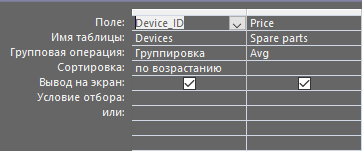 Поле: Device_ID Price
Имя таблицы: Devices Spare parts
Групповая операция: Группировка Avg
Сортировка: по возрастанию
Вывод на экран:
Условие отбора:
или: